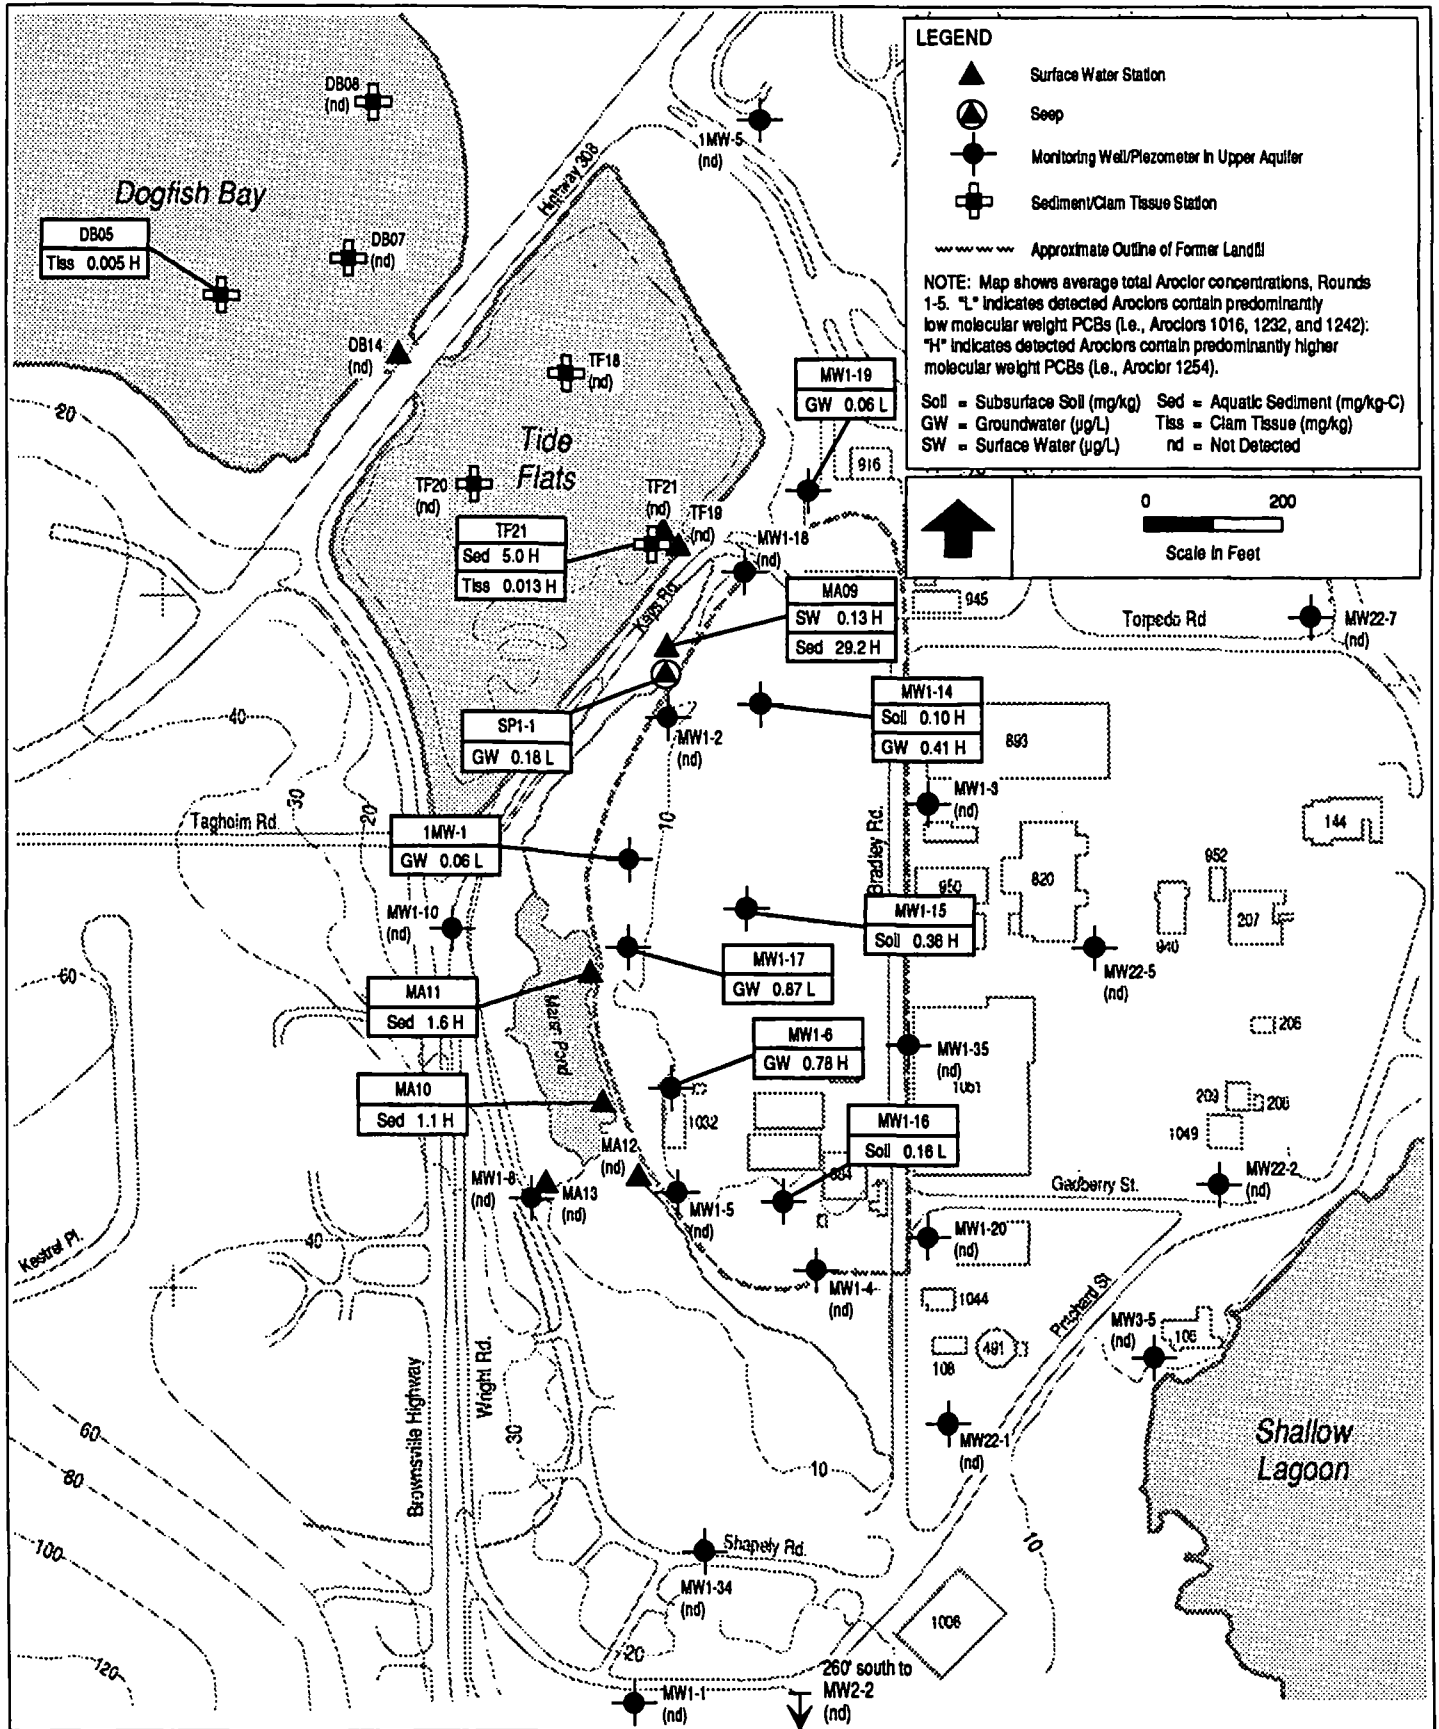 LEGEND
Surface Water Station
Seep
Monitoring Well/Piezometer in Upper Aquifer
Sediment/Clam Tissue Station
Approximate Outline of Former Landfill
NOTE: Map shows average total Aroclor concentrations, Rounds
1-5. "L" indicates detected Aroclors contain predominantly
low molecular weight PCBs (i.e., Aroclors 1016, 1232, and 1242):
"H" indicates detected Aroclors contain predominantly higher
molecular weight PCBs (i.e., Aroclor 1254).
Soil = Subsurface Soil (mg/kg) Sed = Aquatic Sediment (mg/kg-C)
GW = Groundwater (µg/L) Tiss = Clam Tissue (mg/kg)
SW = Surface Water (µg/L) nd = Not Detected
0 200
Scale in Feet
DB08
(nd)
Dogfish Bay
DB05
Tiss 0.005 H
DB07
(nd)
DB14
(nd)
Highway 308
1MW-5
(nd)
TF18
(nd)
Tide
Flats
TF20
(nd)
TF21
(nd)
TF19
(nd)
TF21
Sed 5.0 H
Tiss 0.013 H
MW1-19
GW 0.06 L
916
MW1-18
(nd)
Keys Rd.
MA09
SW 0.13 H
Sed 29.2 H
945
Torpedo Rd
MW22-7
(nd)
20
40
30
20
SP1-1
GW 0.18 L
MW1-2
(nd)
MW1-14
Soil 0.10 H
GW 0.41 H
893
MW1-3
(nd)
10
Bradley Rd.
144
Tagholm Rd.
1MW-1
GW 0.06 L
950
820
952
207
940
MW1-10
(nd)
MW1-15
Soil 0.36 H
MW22-5
(nd)
60
MW1-17
GW 0.87 L
MA11
Sed 1.6 H
Marsh Pond
MW1-6
GW 0.78 H
MW1-35
(nd)
1051
206
MA10
Sed 1.1 H
1032
209
206
1049
MA12
(nd)
MW1-16
Soil 0.16 L
884
MW1-8
(nd)
MA13
(nd)
MW1-5
(nd)
Gadberry St.
MW22-2
(nd)
Kestrel Pl.
40
MW1-20
(nd)
MW1-4
(nd)
1044
Pritchard St
MW3-5
(nd)
105
108
491
Brownsville Highway
Wright Rd.
30
60
80
100
120
10
MW22-1
(nd)
Shallow
Lagoon
10
Shapely Rd.
MW1-34
(nd)
1006
20
260' south to
MW2-2
(nd)
MW1-1
(nd)